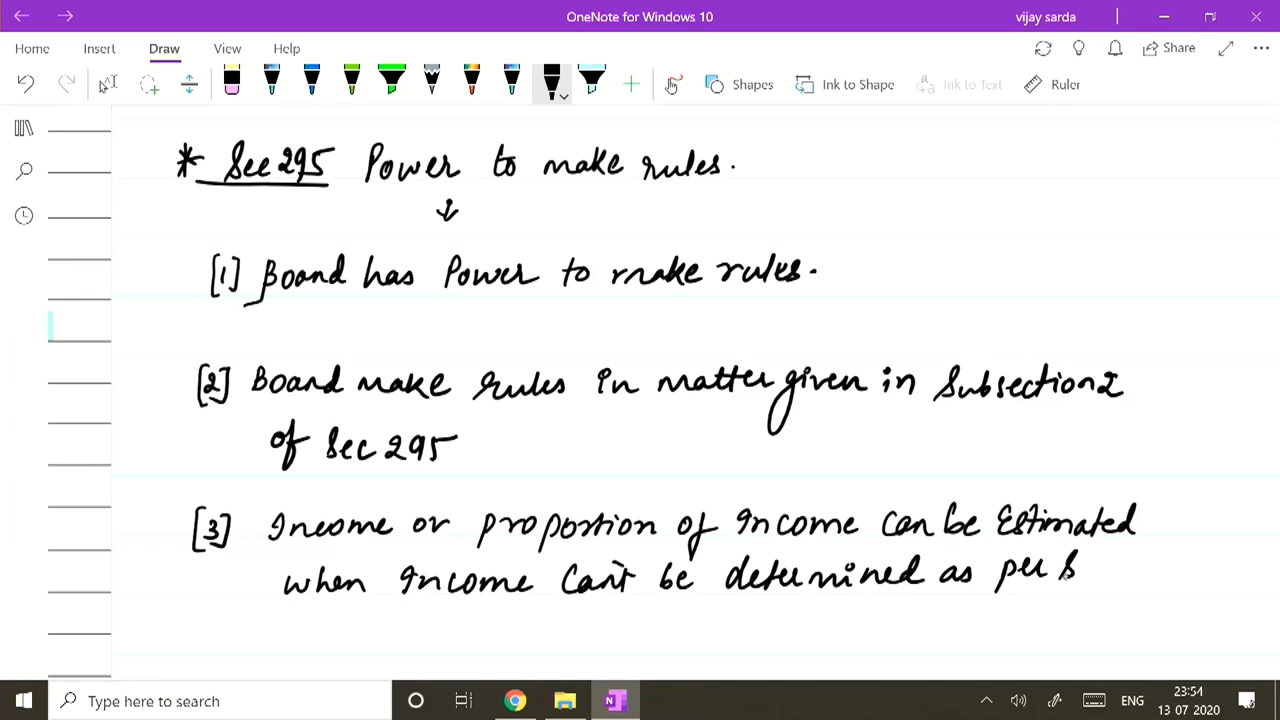 OneNote for Windows 10
vijay sarda
Home Insert Draw View Help
Share
Shapes Ink to Shape Ink to Text Ruler
* Sec 295 Power to make rules.
[1] Board has Power to make rules.
[2] Board make rules in matter given in Subsection 2
of Sec 295
[3] Income or proportion of Income can be Estimated
when Income Can't be determined as per
Type here to search
ENG
23:54
13-07-2020